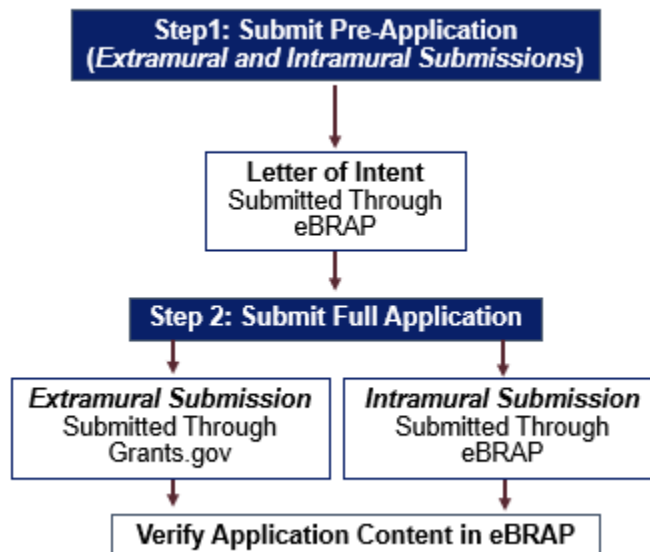 Step1: Submit Pre-Application
(Extramural and Intramural Submissions)
Letter of Intent
Submitted Through
eBRAP
Step 2: Submit Full Application
Extramural Submission
Submitted Through
Grants.gov
Intramural Submission
Submitted Through
eBRAP
Verify Application Content in eBRAP